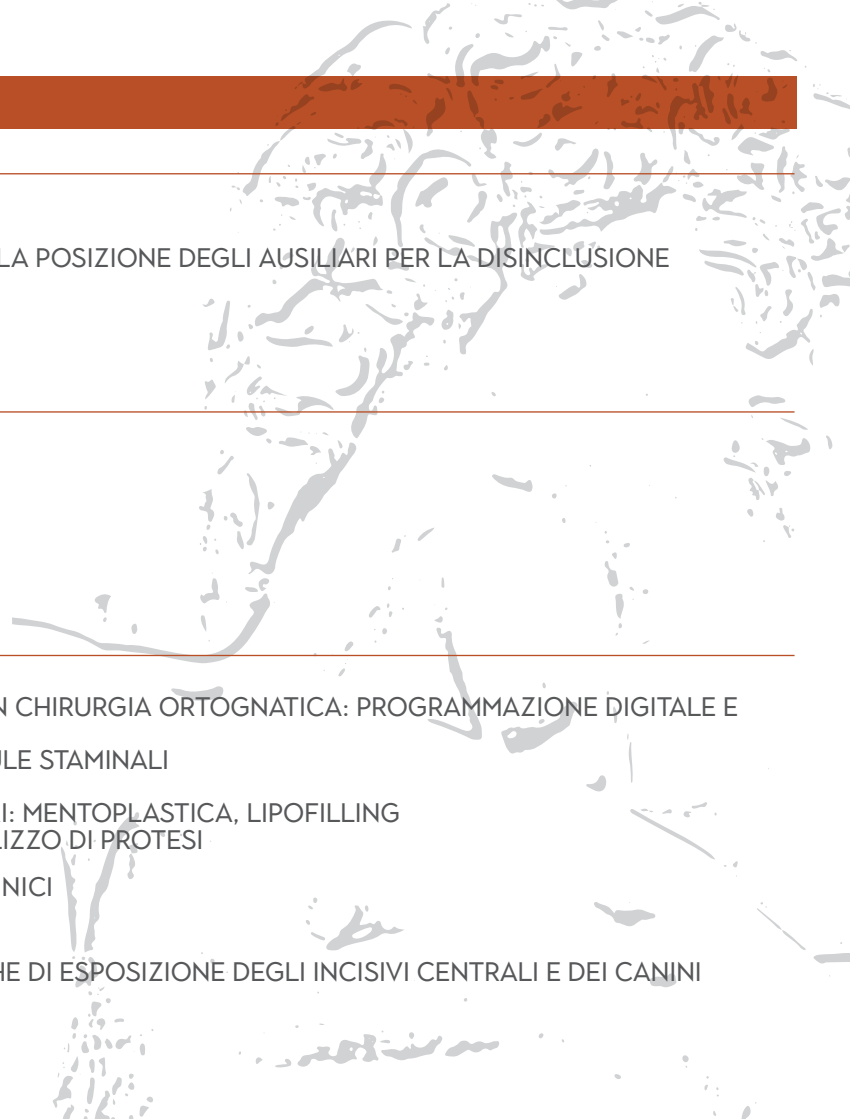 LA POSIZIONE DEGLI AUSILIARI PER LA DISINCLUSIONE
N CHIRURGIA ORTOGNATICA: PROGRAMMAZIONE DIGITALE E
ULE STAMINALI
I: MENTOPLASTICA, LIPOFILLING
LIZZO DI PROTESI
NICI
HE DI ESPOSIZIONE DEGLI INCISIVI CENTRALI E DEI CANINI